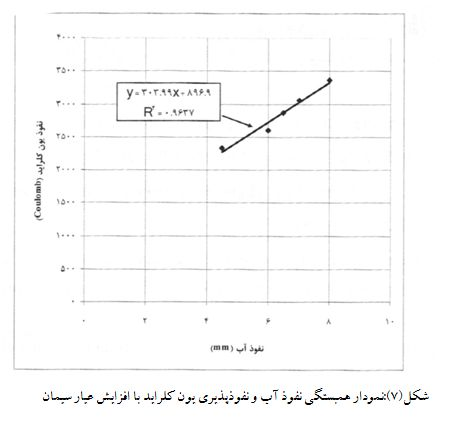 ۴۰۰۰
۳۵۰۰
۳۰۰۰
۲۵۰۰
۲۰۰۰
۱۵۰۰
۱۰۰۰
۵۰۰
۰
نفوذ یون کلراید (Coulomb)
y = ۳۰۳.۹۹x + ۸۹۶.۹
R² = ۰.۹۶۳۷
۰ ۲ ۴ ۶ ۸ ۱۰
نفوذ آب (mm)
شکل(۷):نمودار همبستگی نفوذ آب و نفوذپذیری یون کلراید با افزایش عیار سیمان